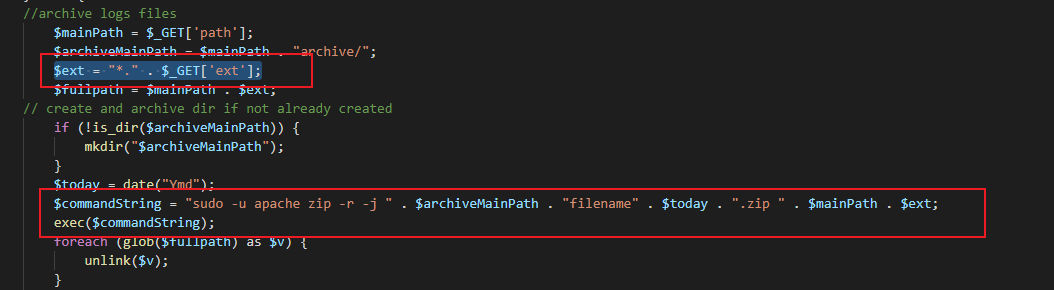 //archive logs files
$mainPath = $_GET['path'];
$archiveMainPath = $mainPath . "archive/";
$ext = "*." . $_GET['ext'];
$fullpath = $mainPath . $ext;
// create and archive dir if not already created
if (!is_dir($archiveMainPath)) {
mkdir("$archiveMainPath");
}
$today = date("Ymd");
$commandString = "sudo -u apache zip -r -j " . $archiveMainPath . "filename" . $today . ".zip " . $mainPath . $ext;
exec($commandString);
foreach (glob($fullpath) as $v) {
unlink($v);
}